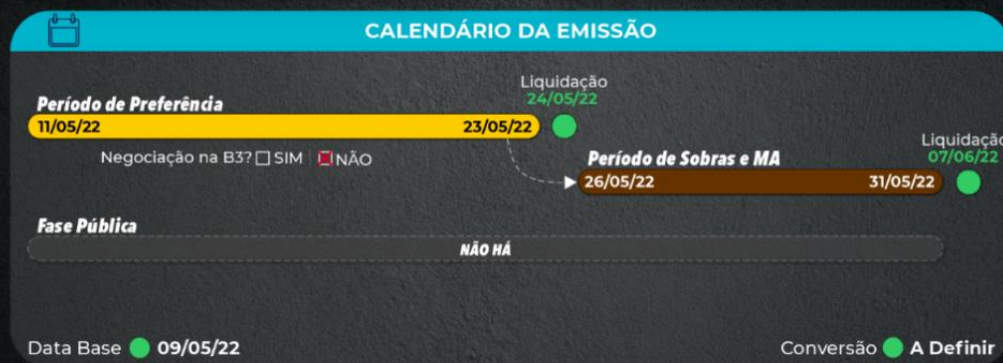 CALENDÁRIO DA EMISSÃO
Período de Preferência
11/05/22 23/05/22
Liquidação
24/05/22
Negociação na B3? SIM NÃO
Período de Sobras e MA
26/05/22 31/05/22
Liquidação
07/06/22
Fase Pública
NÃO HÁ
Data Base 09/05/22
Conversão A Definir